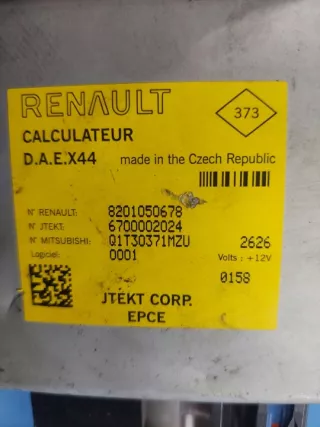 RENAULT
373
CALCULATEUR
D.A.E.X44 made in the Czech Republic
N° RENAULT: 8201050678
N° JTEKT: 6700002024
N° MITSUBISHI: Q1T30371MZU 2626
Logiciel: 0001 Volts : +12V
0158
JTEKT CORP.
EPCE